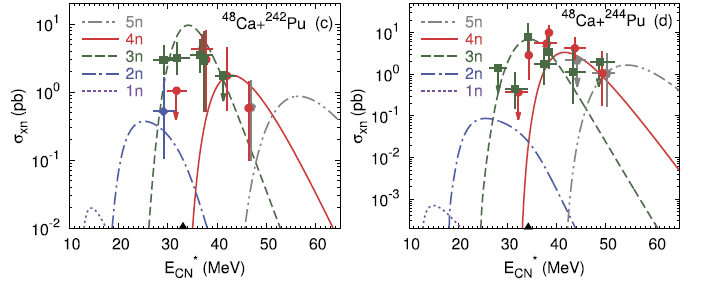 ⁴⁸Ca+²⁴²Pu (c)
5n
4n
3n
2n
1n
σxn (pb)
10¹
10⁰
10⁻¹
10⁻²
10 20 30 40 50 60
E_CN* (MeV)
⁴⁸Ca+²⁴⁴Pu (d)
5n
4n
3n
2n
1n
σxn (pb)
10¹
10⁰
10⁻¹
10⁻²
10⁻³
10 20 30 40 50 60
E_CN* (MeV)